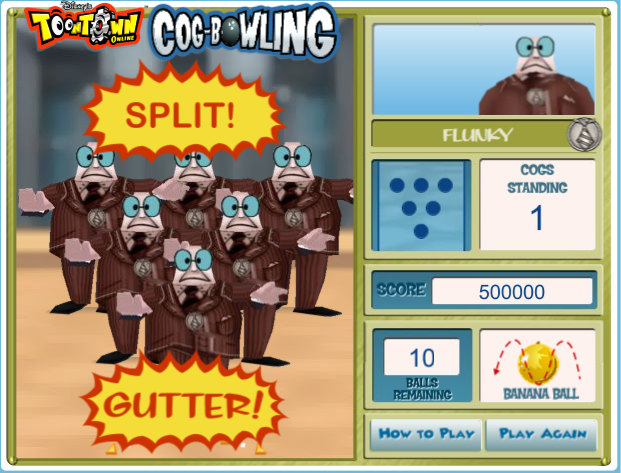 Disney's
TOONTOWN
ONLINE
COG-BOWLING
SPLIT!
FLUNKY
COGS
STANDING
1
SCORE 500000
10
BALLS
REMAINING
BANANA BALL
GUTTER!
HOW TO PLAY
PLAY AGAIN